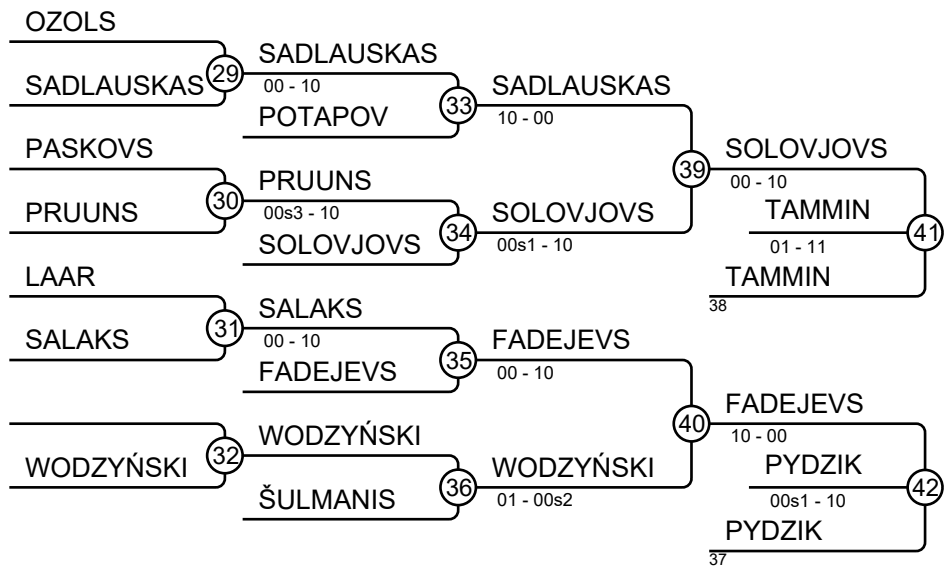 OZOLS
SADLAUSKAS
29
SADLAUSKAS
00 - 10
POTAPOV
33
SADLAUSKAS
10 - 00
PASKOVS
PRUUNS
30
PRUUNS
00s3 - 10
SOLOVJOVS
34
SOLOVJOVS
00s1 - 10
39
SOLOVJOVS
00 - 10
TAMMIN
01 - 11
41
TAMMIN
38
LAAR
SALAKS
31
SALAKS
00 - 10
FADEJEVS
35
FADEJEVS
00 - 10
WODZYŃSKI
32
WODZYŃSKI
ŠULMANIS
36
WODZYŃSKI
01 - 00s2
40
FADEJEVS
10 - 00
PYDZIK
00s1 - 10
42
PYDZIK
37